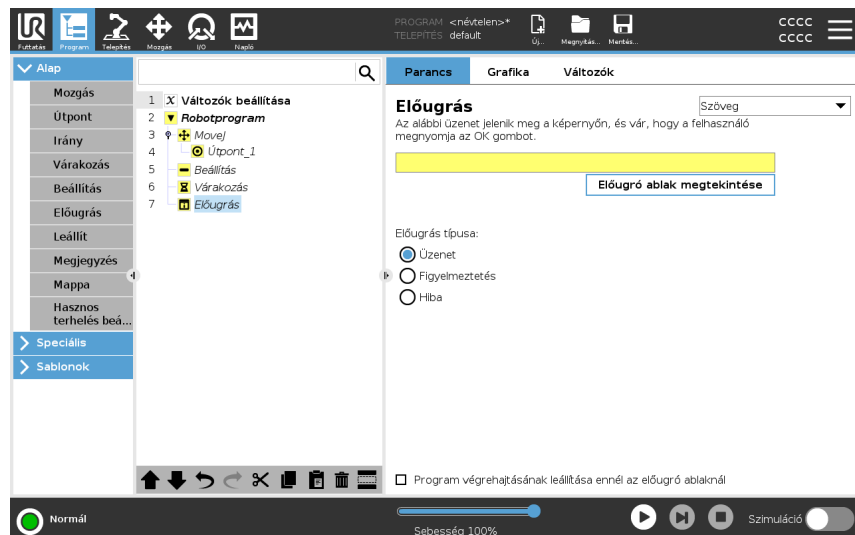 UR
Futtatás
Program
Telepítés
Mozgás
I/O
Napló
PROGRAM <névtelen>*
TELEPÍTÉS default
Új...
Megnyitás...
Mentés...
CCCC
CCCC
Alap
Mozgás
Útpont
Irány
Várakozás
Beállítás
Előugrás
Leállít
Megjegyzés
Mappa
Hasznos
terhelés beá...
Speciális
Sablonok
1 X Változók beállítása
2 Robotprogram
3 MoveJ
4 Útpont_1
5 Beállítás
6 Várakozás
7 Előugrás
Parancs Grafika Változók
Előugrás
Szöveg
Az alábbi üzenet jelenik meg a képernyőn, és vár, hogy a felhasználó
megnyomja az OK gombot.
Előugró ablak megtekintése
Előugrás típusa:
Üzenet
Figyelmeztetés
Hiba
Program végrehajtásának leállítása ennél az előugró ablaknál
Normál
Sebesség 100%
Szimuláció